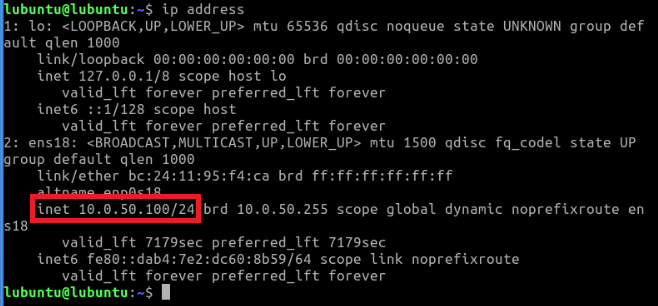 lubuntu@lubuntu:~$ ip address
1: lo: <LOOPBACK,UP,LOWER_UP> mtu 65536 qdisc noqueue state UNKNOWN group def
ault qlen 1000
    link/loopback 00:00:00:00:00:00 brd 00:00:00:00:00:00
    inet 127.0.0.1/8 scope host lo
       valid_lft forever preferred_lft forever
    inet6 ::1/128 scope host
       valid_lft forever preferred_lft forever
2: ens18: <BROADCAST,MULTICAST,UP,LOWER_UP> mtu 1500 qdisc fq_codel state UP
group default qlen 1000
    link/ether bc:24:11:95:f4:ca brd ff:ff:ff:ff:ff:ff
    altname enp0s18
    inet 10.0.50.100/24 brd 10.0.50.255 scope global dynamic noprefixroute en
s18
       valid_lft 7179sec preferred_lft 7179sec
    inet6 fe80::dab4:7e2:dc60:8b59/64 scope link noprefixroute
       valid_lft forever preferred_lft forever
lubuntu@lubuntu:~$